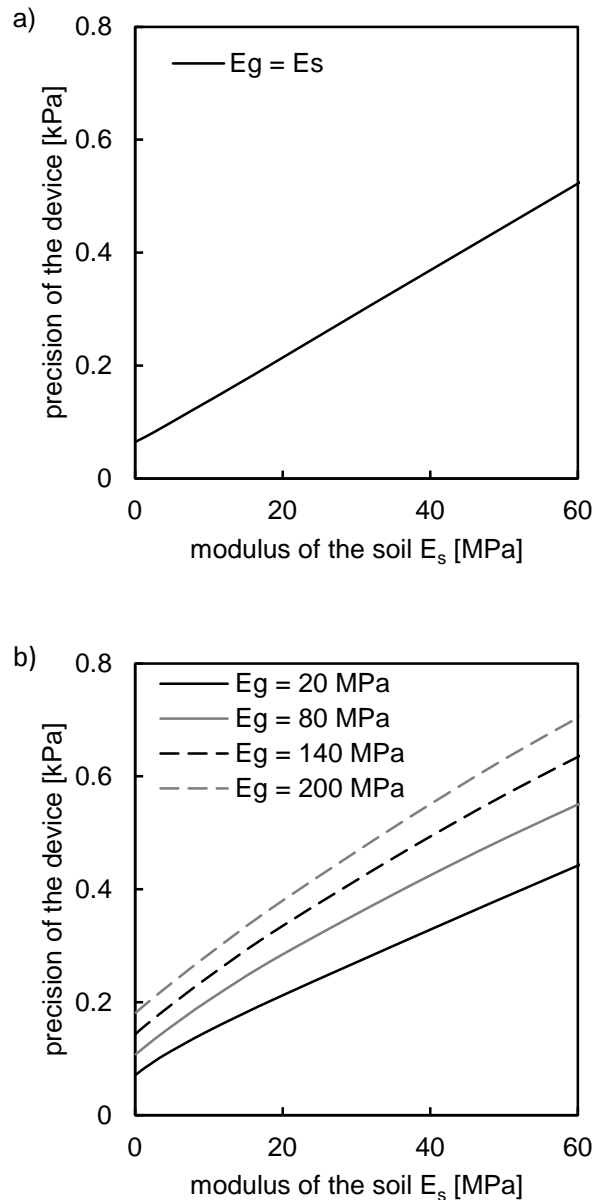 a)
0.8
0.6
0.4
0.2
0
precision of the device [kPa]
Eg = Es
0 20 40 60
modulus of the soil Es [MPa]
b)
0.8
0.6
0.4
0.2
0
precision of the device [kPa]
Eg = 20 MPa
Eg = 80 MPa
Eg = 140 MPa
Eg = 200 MPa
0 20 40 60
modulus of the soil Es [MPa]